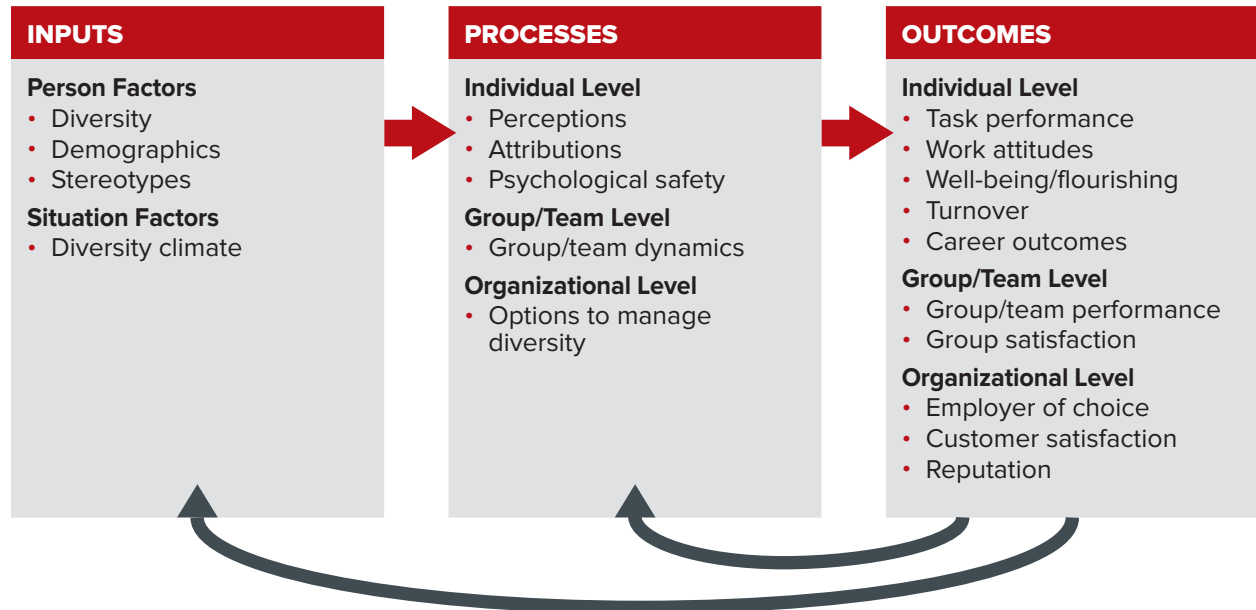 INPUTS
Person Factors
• Diversity
• Demographics
• Stereotypes
Situation Factors
• Diversity climate
PROCESSES
Individual Level
• Perceptions
• Attributions
• Psychological safety
Group/Team Level
• Group/team dynamics
Organizational Level
• Options to manage
diversity
OUTCOMES
Individual Level
• Task performance
• Work attitudes
• Well-being/flourishing
• Turnover
• Career outcomes
Group/Team Level
• Group/team performance
• Group satisfaction
Organizational Level
• Employer of choice
• Customer satisfaction
• Reputation